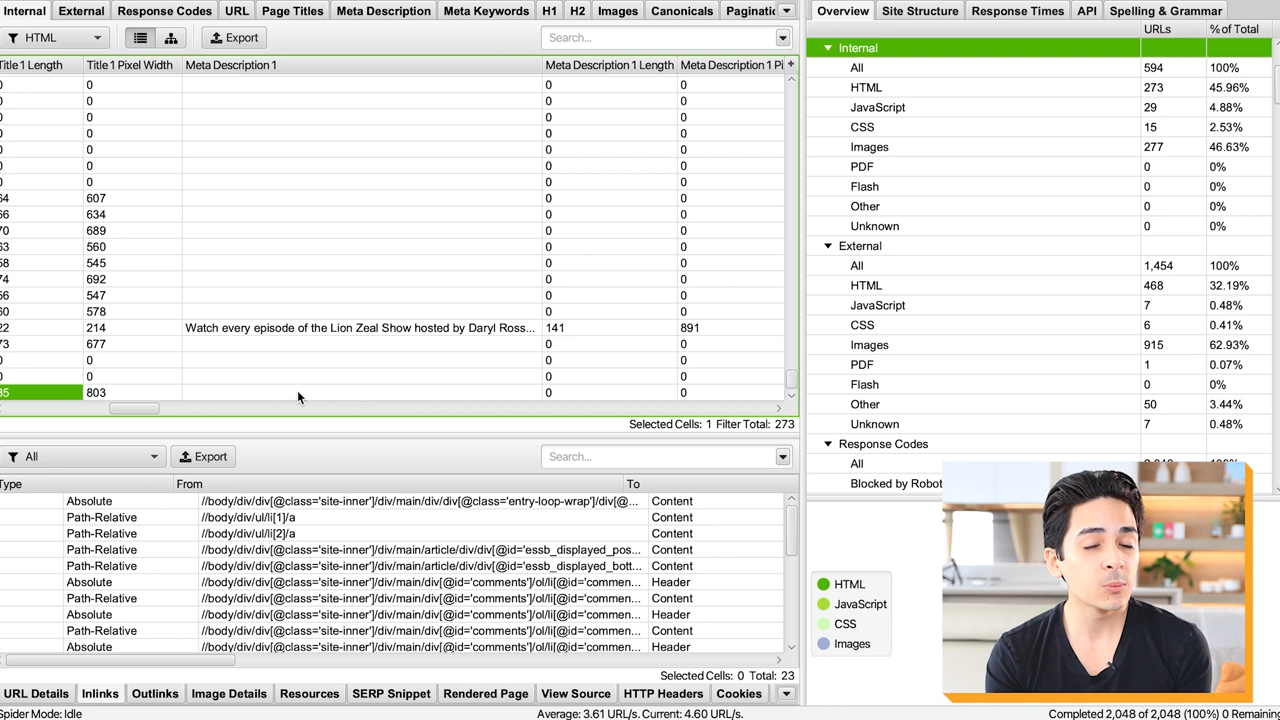 Internal External Response Codes URL Page Titles Meta Description Meta Keywords H1 H2 Images Canonicals
HTML Export Search...
Title 1 Length Title 1 Pixel Width Meta Description 1 Meta Description 1 Length Meta Description 1 Pi
0 0 0 0
0 0 0 0
0 0 0 0
0 0 0 0
0 0 0 0
0 0 0 0
0 0 0 0
64 607 0 0
66 634 0 0
70 689 0 0
63 560 0 0
58 545 0 0
74 692 0 0
56 547 0 0
60 578 0 0
22 214 Watch every episode of the Lion Zeal Show hosted by Daryl Ross... 141 891
73 677 0 0
0 0 0 0
0 0 0 0
85 803 0 0
Selected Cells: 1 Filter Total: 273
All Export Search...
Type From To
Absolute //body/div/div[@class='site-inner']/div/main/div/div[@class='entry-loop-wrap']/div[@... Content
Path-Relative //body/div/ul/li[1]/a Content
Path-Relative //body/div/ul/li[2]/a Content
Path-Relative //body/div/div[@class='site-inner']/div/main/article/div/div[@id='essb_displayed_pos... Content
Path-Relative //body/div/div[@class='site-inner']/div/main/article/div/div[@id='essb_displayed_bott... Content
Absolute //body/div/div[@class='site-inner']/div/main/div[@id='comments']/ol/li[@id='commen... Header
Path-Relative //body/div/div[@class='site-inner']/div/main/div[@id='comments']/ol/li[@id='commen... Content
Absolute //body/div/div[@class='site-inner']/div/main/div[@id='comments']/ol/li[@id='commen... Header
Path-Relative //body/div/div[@class='site-inner']/div/main/div[@id='comments']/ol/li[@id='commen... Content
Absolute //body/div/div[@class='site-inner']/div/main/div[@id='comments']/ol/li[@id='commen... Header
Selected Cells: 0 Total: 23
URL Details Inlinks Outlinks Image Details Resources SERP Snippet Rendered Page View Source HTTP Headers Cookies
Spider Mode: Idle Average: 3.61 URL/s. Current: 4.60 URL/s. Completed 2,048 of 2,048 (100%) 0 Remaining
Overview Site Structure Response Times API Spelling & Grammar
URLs % of Total
Internal
All 594 100%
HTML 273 45.96%
JavaScript 29 4.88%
CSS 15 2.53%
Images 277 46.63%
PDF 0 0%
Flash 0 0%
Other 0 0%
Unknown 0 0%
External
All 1,454 100%
HTML 468 32.19%
JavaScript 7 0.48%
CSS 6 0.41%
Images 915 62.93%
PDF 1 0.07%
Flash 0 0%
Other 50 3.44%
Unknown 7 0.48%
Response Codes
All
Blocked by Robot
HTML
JavaScript
CSS
Images